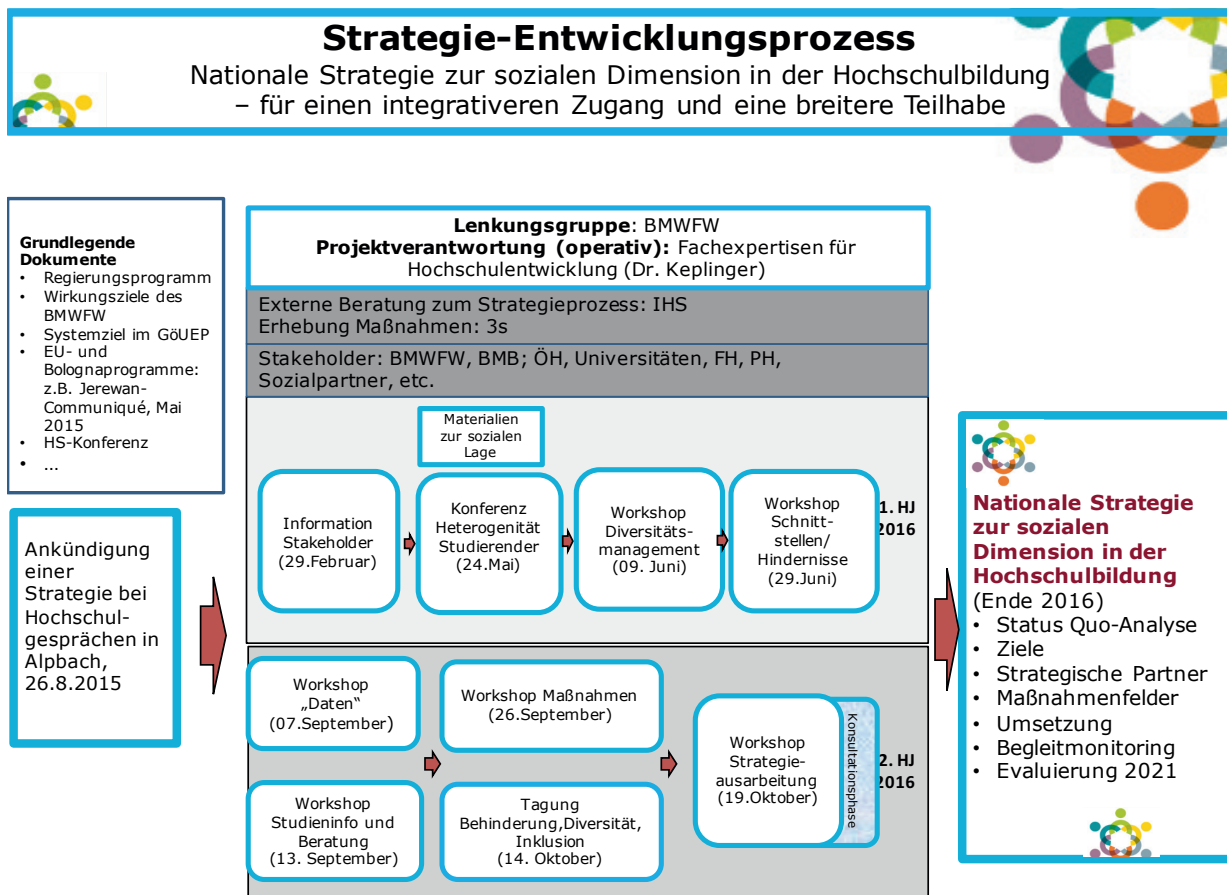 Strategie-Entwicklungsprozess
Nationale Strategie zur sozialen Dimension in der Hochschulbildung
– für einen integrativeren Zugang und eine breitere Teilhabe
Grundlegende
Dokumente
• Regierungsprogramm
• Wirkungsziele des
BMWFW
• Systemziel im GöUEP
• EU- und
Bolognaprogramme:
z.B. Jerewan-
Communiqué, Mai
2015
• HS-Konferenz
• ...
Ankündigung
einer
Strategie bei
Hochschul-
gesprächen in
Alpbach,
26.8.2015
Lenkungsgruppe: BMWFW
Projektverantwortung (operativ): Fachexpertisen für
Hochschulentwicklung (Dr. Keplinger)
Externe Beratung zum Strategieprozess: IHS
Erhebung Maßnahmen: 3s
Stakeholder: BMWFW, BMB; ÖH, Universitäten, FH, PH,
Sozialpartner, etc.
Materialien
zur sozialen
Lage
Information
Stakeholder
(29.Februar)
Konferenz
Heterogenität
Studierender
(24.Mai)
Workshop
Diversitäts-
management
(09. Juni)
Workshop
Schnitt-
stellen/
Hindernisse
(29.Juni)
1. HJ
2016
Workshop
„Daten“
(07.September)
Workshop
Studieninfo und
Beratung
(13. September)
Workshop Maßnahmen
(26.September)
Tagung
Behinderung,Diversität,
Inklusion
(14. Oktober)
Workshop
Strategie-
ausarbeitung
(19.Oktober)
Konsultationsphase
2. HJ
2016
Nationale Strategie
zur sozialen
Dimension in der
Hochschulbildung
(Ende 2016)
• Status Quo-Analyse
• Ziele
• Strategische Partner
• Maßnahmenfelder
• Umsetzung
• Begleitmonitoring
• Evaluierung 2021